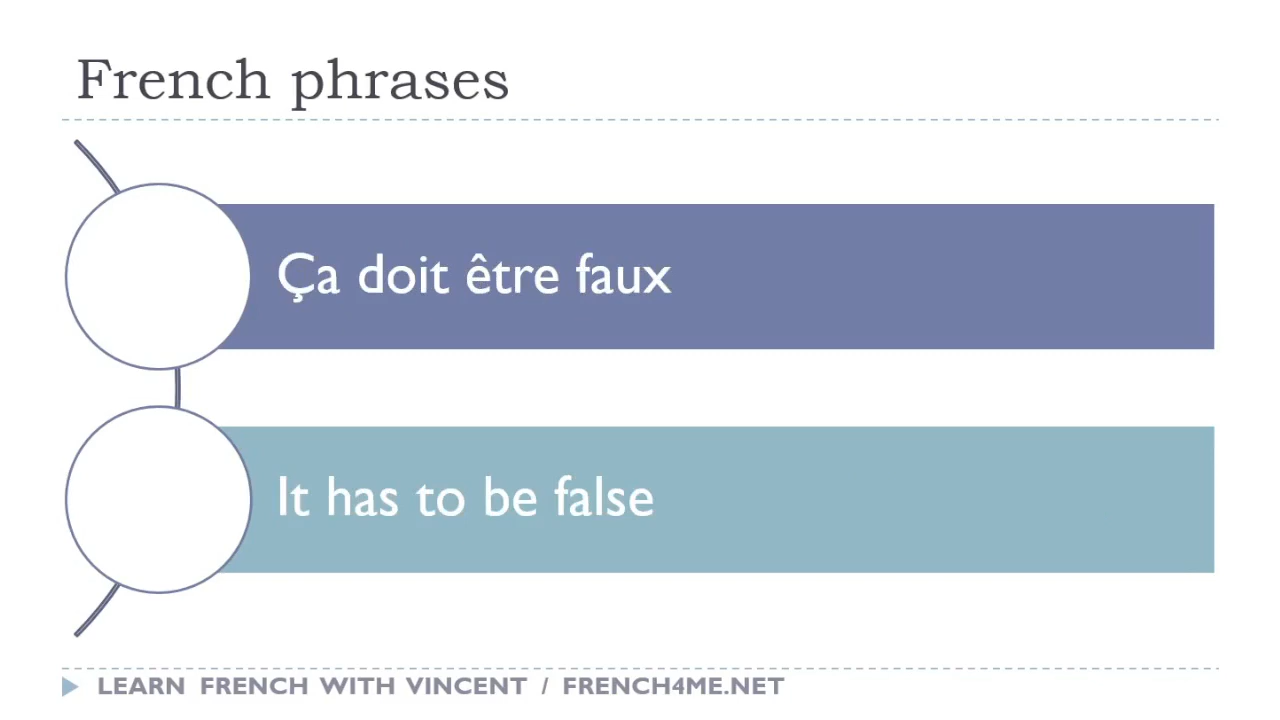 French phrases
Ça doit être faux
It has to be false
LEARN FRENCH WITH VINCENT / FRENCH4ME.NET